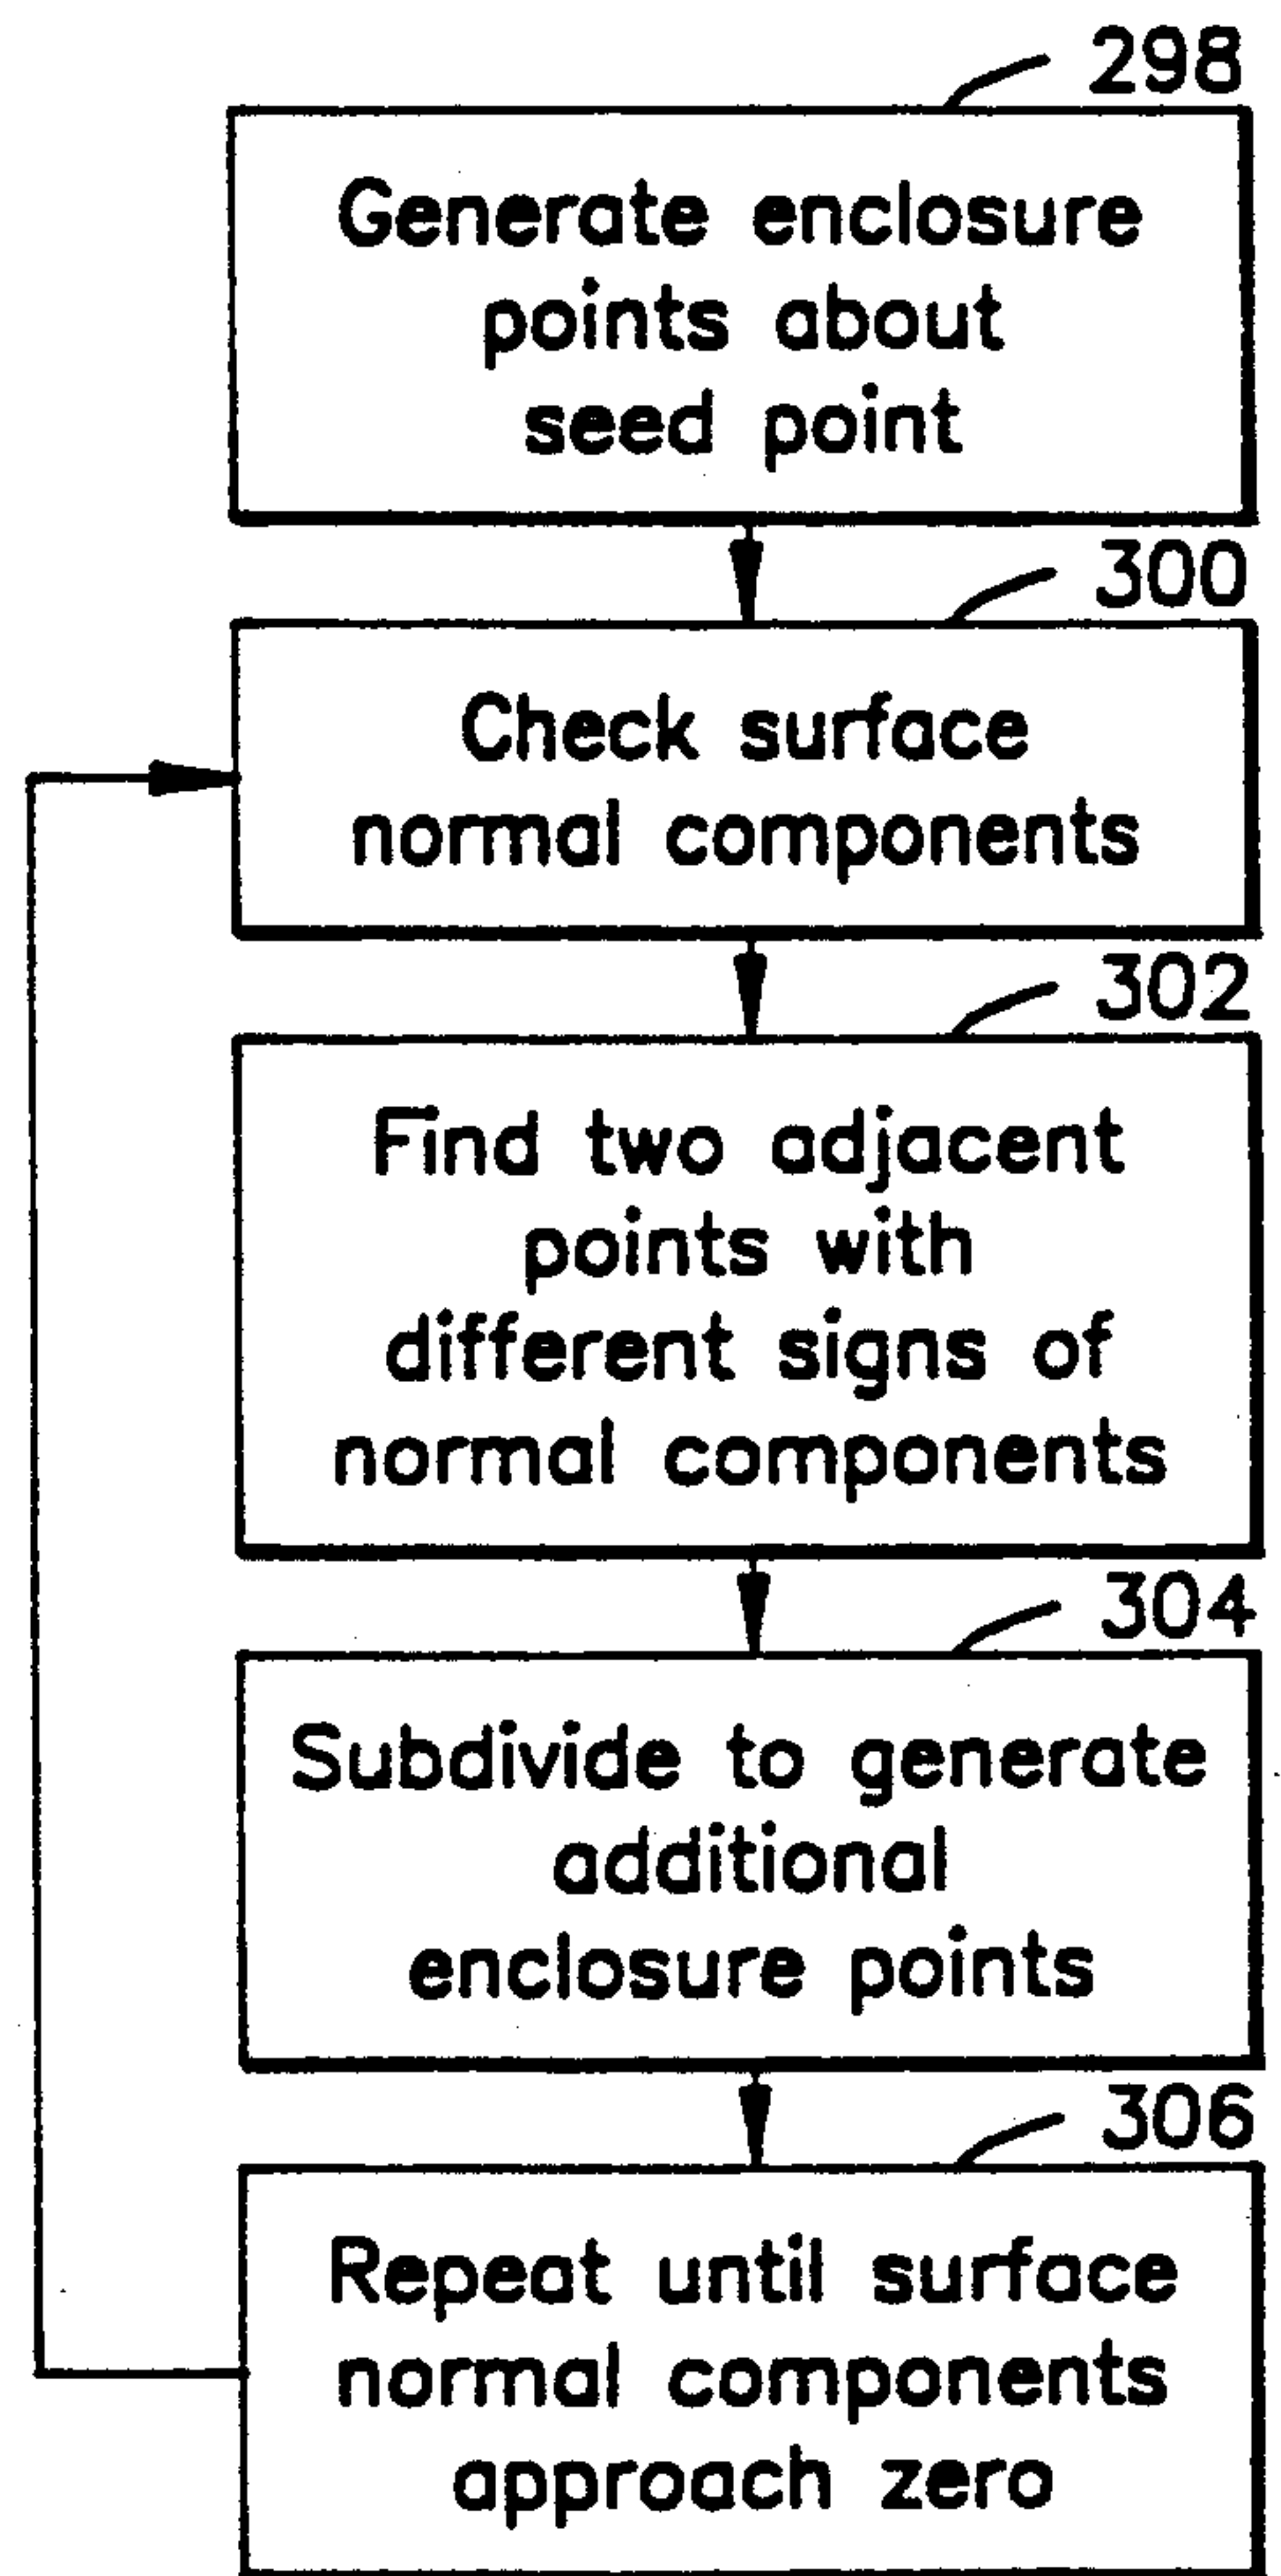 298
Generate enclosure
points about
seed point
300
Check surface
normal components
302
Find two adjacent
points with
different signs of
normal components
304
Subdivide to generate
additional
enclosure points
306
Repeat until surface
normal components
approach zero